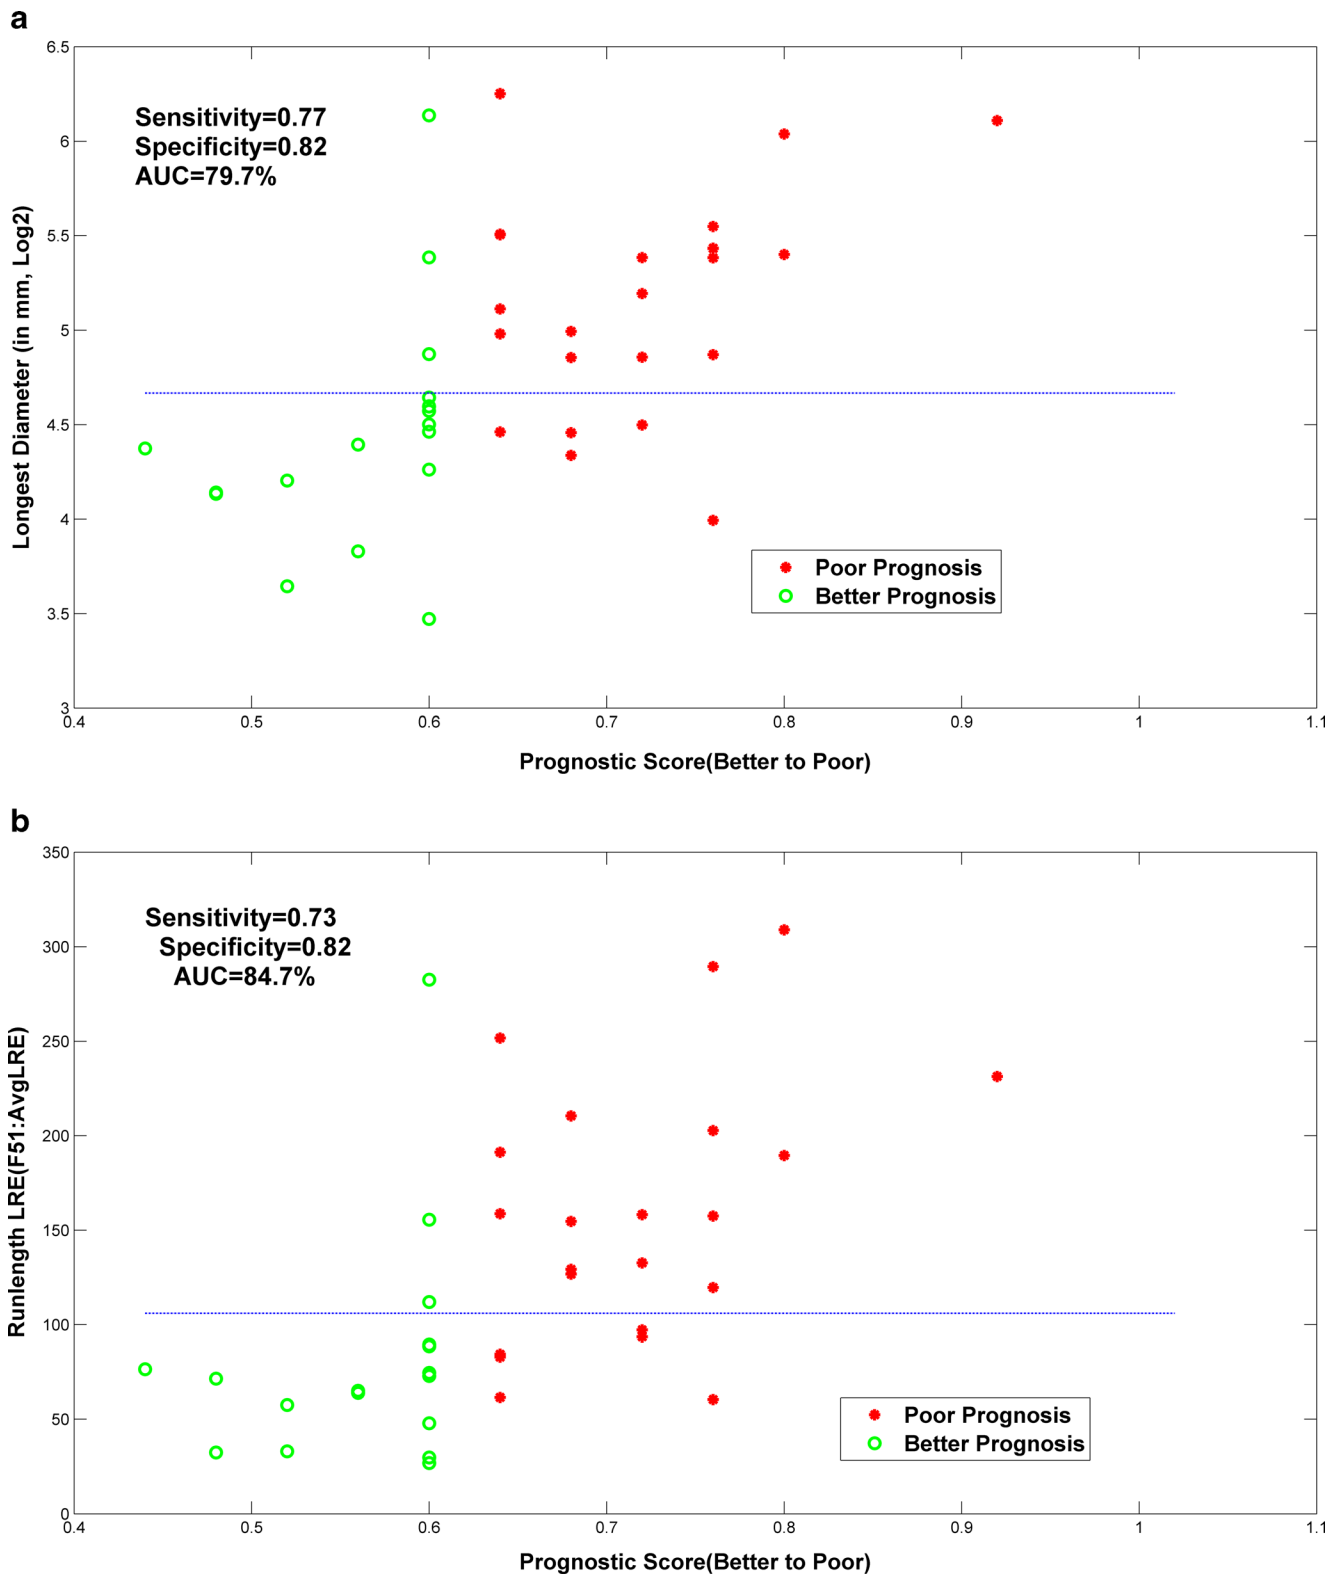 a
6.5
6
5.5
5
4.5
4
3.5
3
Longest Diameter (in mm, Log2)
Sensitivity=0.77
Specificity=0.82
AUC=79.7%
Poor Prognosis
Better Prognosis
0.4 0.5 0.6 0.7 0.8 0.9 1 1.1
Prognostic Score(Better to Poor)
b
350
300
250
200
150
100
50
0
Runlength LRE(F51:AvgLRE)
Sensitivity=0.73
Specificity=0.82
AUC=84.7%
Poor Prognosis
Better Prognosis
0.4 0.5 0.6 0.7 0.8 0.9 1 1.1
Prognostic Score(Better to Poor)